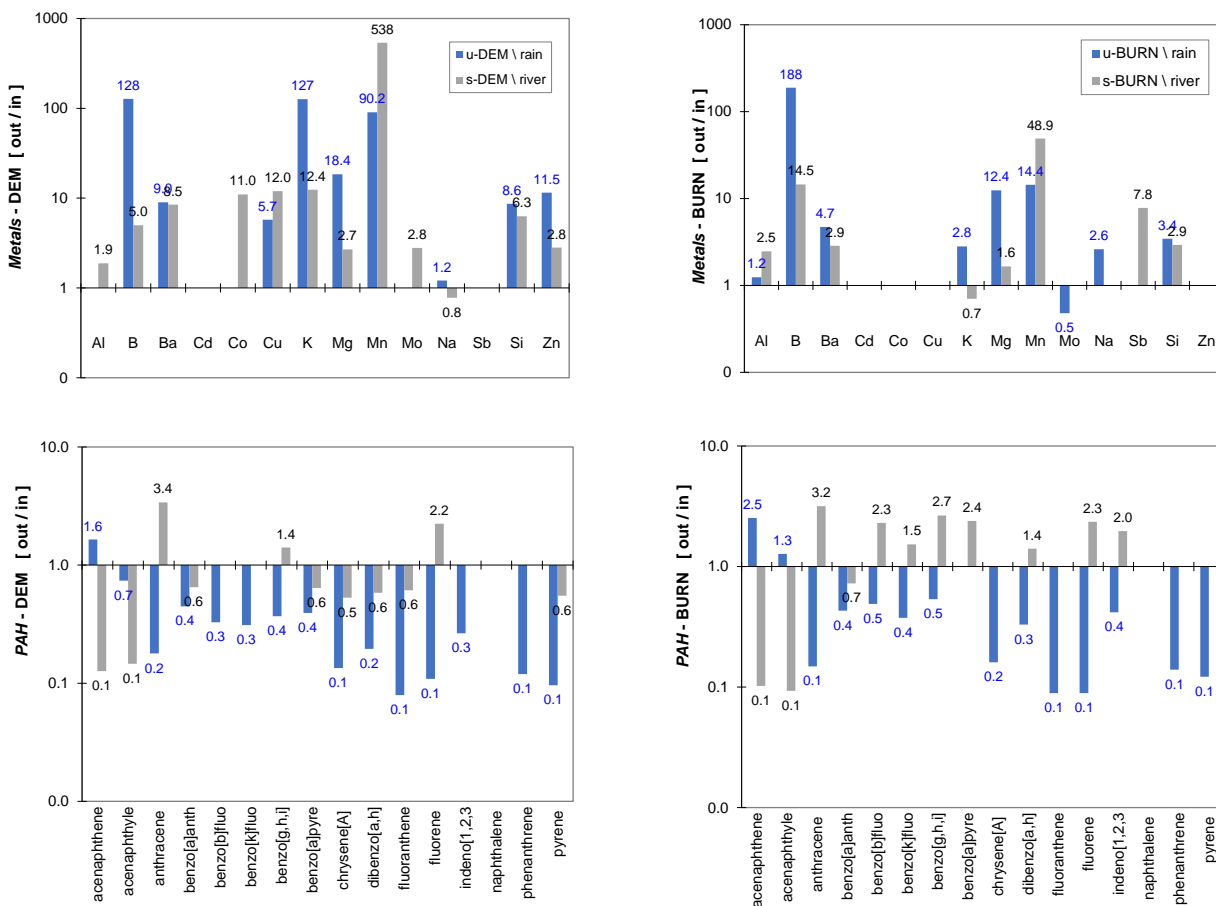 Metals - DEM [ out / in ]
1000
100
10
1
0
u-DEM \ rain
s-DEM \ river
1.9
128
5.0
9.0
8.5
11.0
5.7
12.0
127
12.4
18.4
2.7
90.2
538
2.8
1.2
0.8
8.6
6.3
11.5
2.8
Al B Ba Cd Co Cu K Mg Mn Mo Na Sb Si Zn
Metals - BURN [ out / in ]
1000
100
10
1
0
u-BURN \ rain
s-BURN \ river
1.2
2.5
188
14.5
4.7
2.9
2.8
0.7
12.4
1.6
14.4
48.9
0.5
2.6
7.8
3.4
2.9
Al B Ba Cd Co Cu K Mg Mn Mo Na Sb Si Zn
PAH - DEM [ out / in ]
10.0
1.0
0.1
0.0
1.6
0.1
0.7
0.1
0.2
3.4
0.4
0.6
0.3
0.3
0.4
1.4
0.4
0.6
0.1
0.5
0.2
0.6
0.1
0.6
0.1
2.2
0.3
0.1
0.1
0.6
acenaphthene
acenaphthyle
anthracene
benzo[a]anth
benzo[b]fluo
benzo[k]fluo
benzo[g,h,i]
benzo[a]pyre
chrysene[A]
dibenzo[a,h]
fluoranthene
fluorene
indeno[1,2,3
naphthalene
phenanthrene
pyrene
PAH - BURN [ out / in ]
10.0
1.0
0.1
0.0
2.5
0.1
1.3
0.1
0.1
3.2
0.4
0.7
0.5
2.3
0.4
1.5
0.5
2.7
2.4
0.2
0.3
1.4
0.1
0.1
2.3
0.4
2.0
0.1
0.1
acenaphthene
acenaphthyle
anthracene
benzo[a]anth
benzo[b]fluo
benzo[k]fluo
benzo[g,h,i]
benzo[a]pyre
chrysene[A]
dibenzo[a,h]
fluoranthene
fluorene
indeno[1,2,3
naphthalene
phenanthrene
pyrene